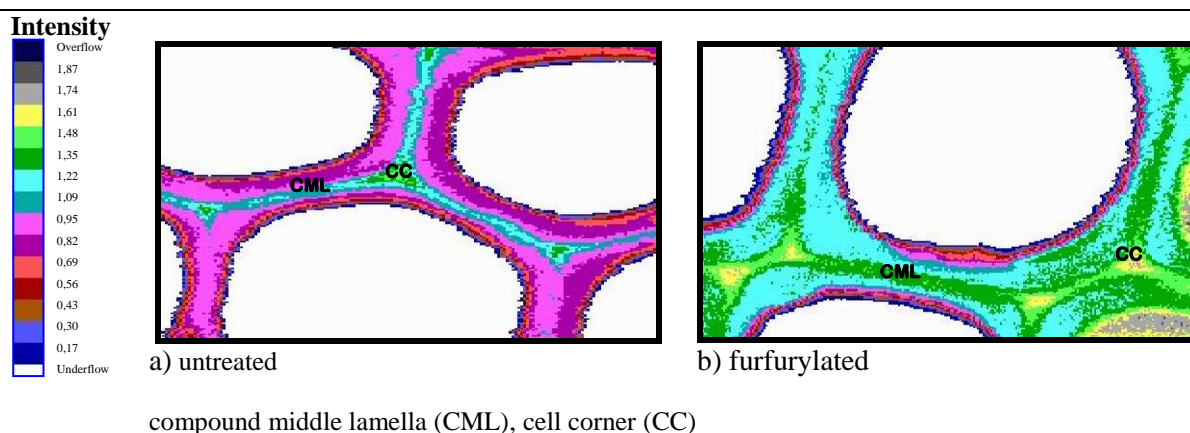 Intensity
Overflow
1,87
1,74
1,61
1,48
1,35
1,22
1,09
0,95
0,82
0,69
0,56
0,43
0,30
0,17
Underflow
CML
CC
a) untreated
CML
CC
b) furfurylated
compound middle lamella (CML), cell corner (CC)